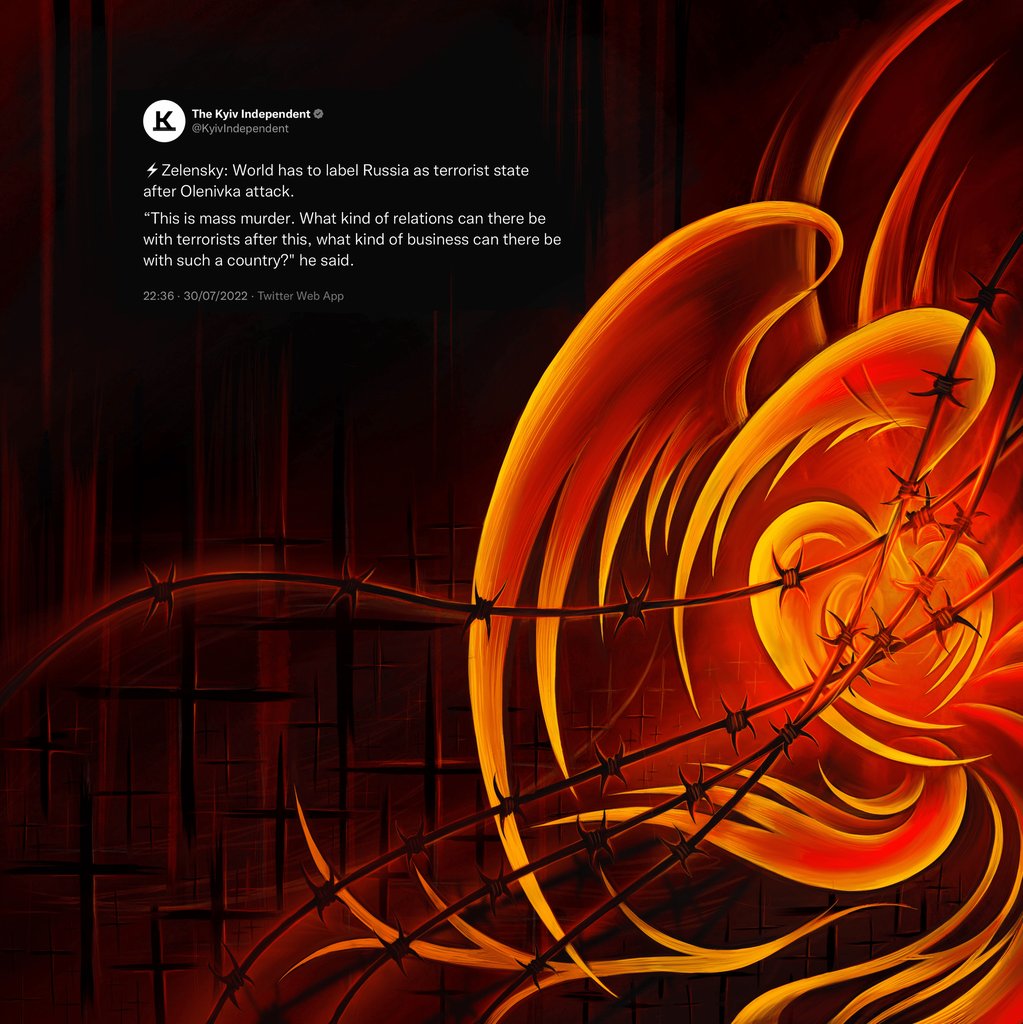 K
The Kyiv Independent
@KyivIndependent
⚡Zelensky: World has to label Russia as terrorist state
after Olenivka attack.
“This is mass murder. What kind of relations can there be
with terrorists after this, what kind of business can there be
with such a country?" he said.
22:36 · 30/07/2022 · Twitter Web App